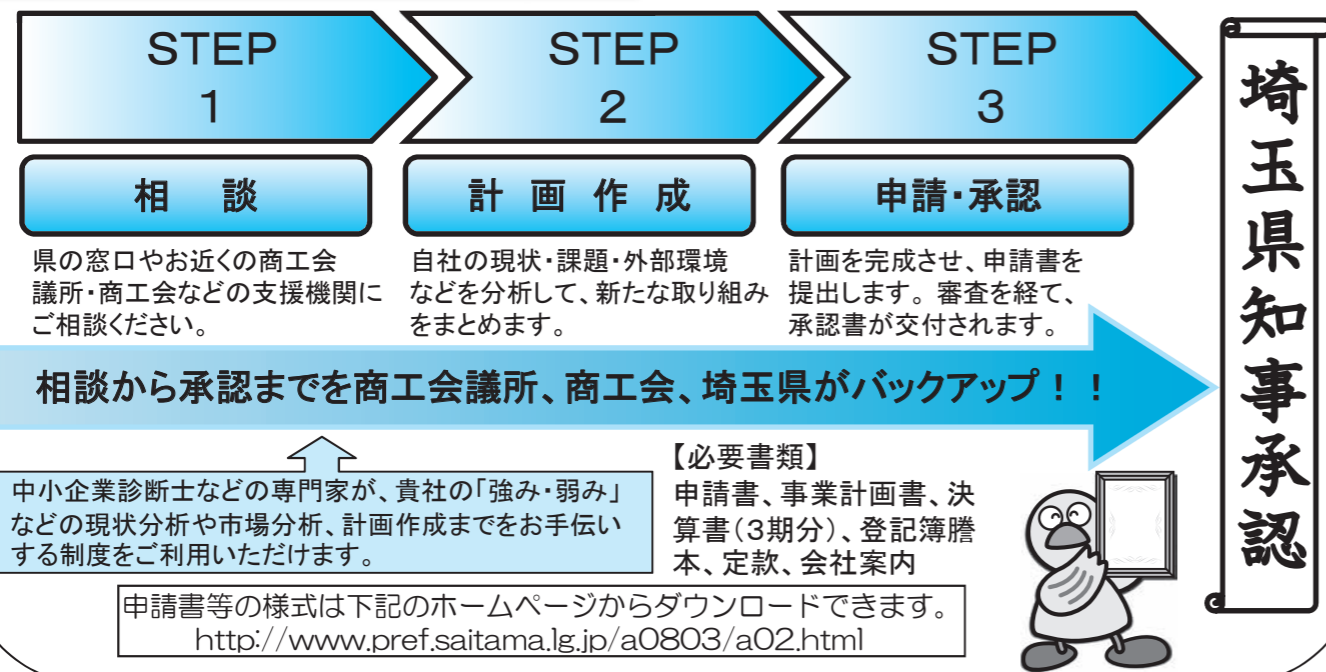 STEP
1
STEP
2
STEP
3
相　談
計 画 作 成
申請・承認
県の窓口やお近くの商工会
議所・商工会などの支援機関に
ご相談ください。
自社の現状・課題・外部環境
などを分析して、新たな取り組み
をまとめます。
計画を完成させ、申請書を
提出します。審査を経て、
承認書が交付されます。
相談から承認までを商工会議所、商工会、埼玉県がバックアップ！！
中小企業診断士などの専門家が、貴社の「強み・弱み」
などの現状分析や市場分析、計画作成までをお手伝い
する制度をご利用いただけます。
【必要書類】
申請書、事業計画書、決
算書（３期分）、登記簿謄
本、定款、会社案内
申請書等の様式は下記のホームページからダウンロードできます。
http://www.pref.saitama.lg.jp/a0803/a02.html
埼玉県知事承認